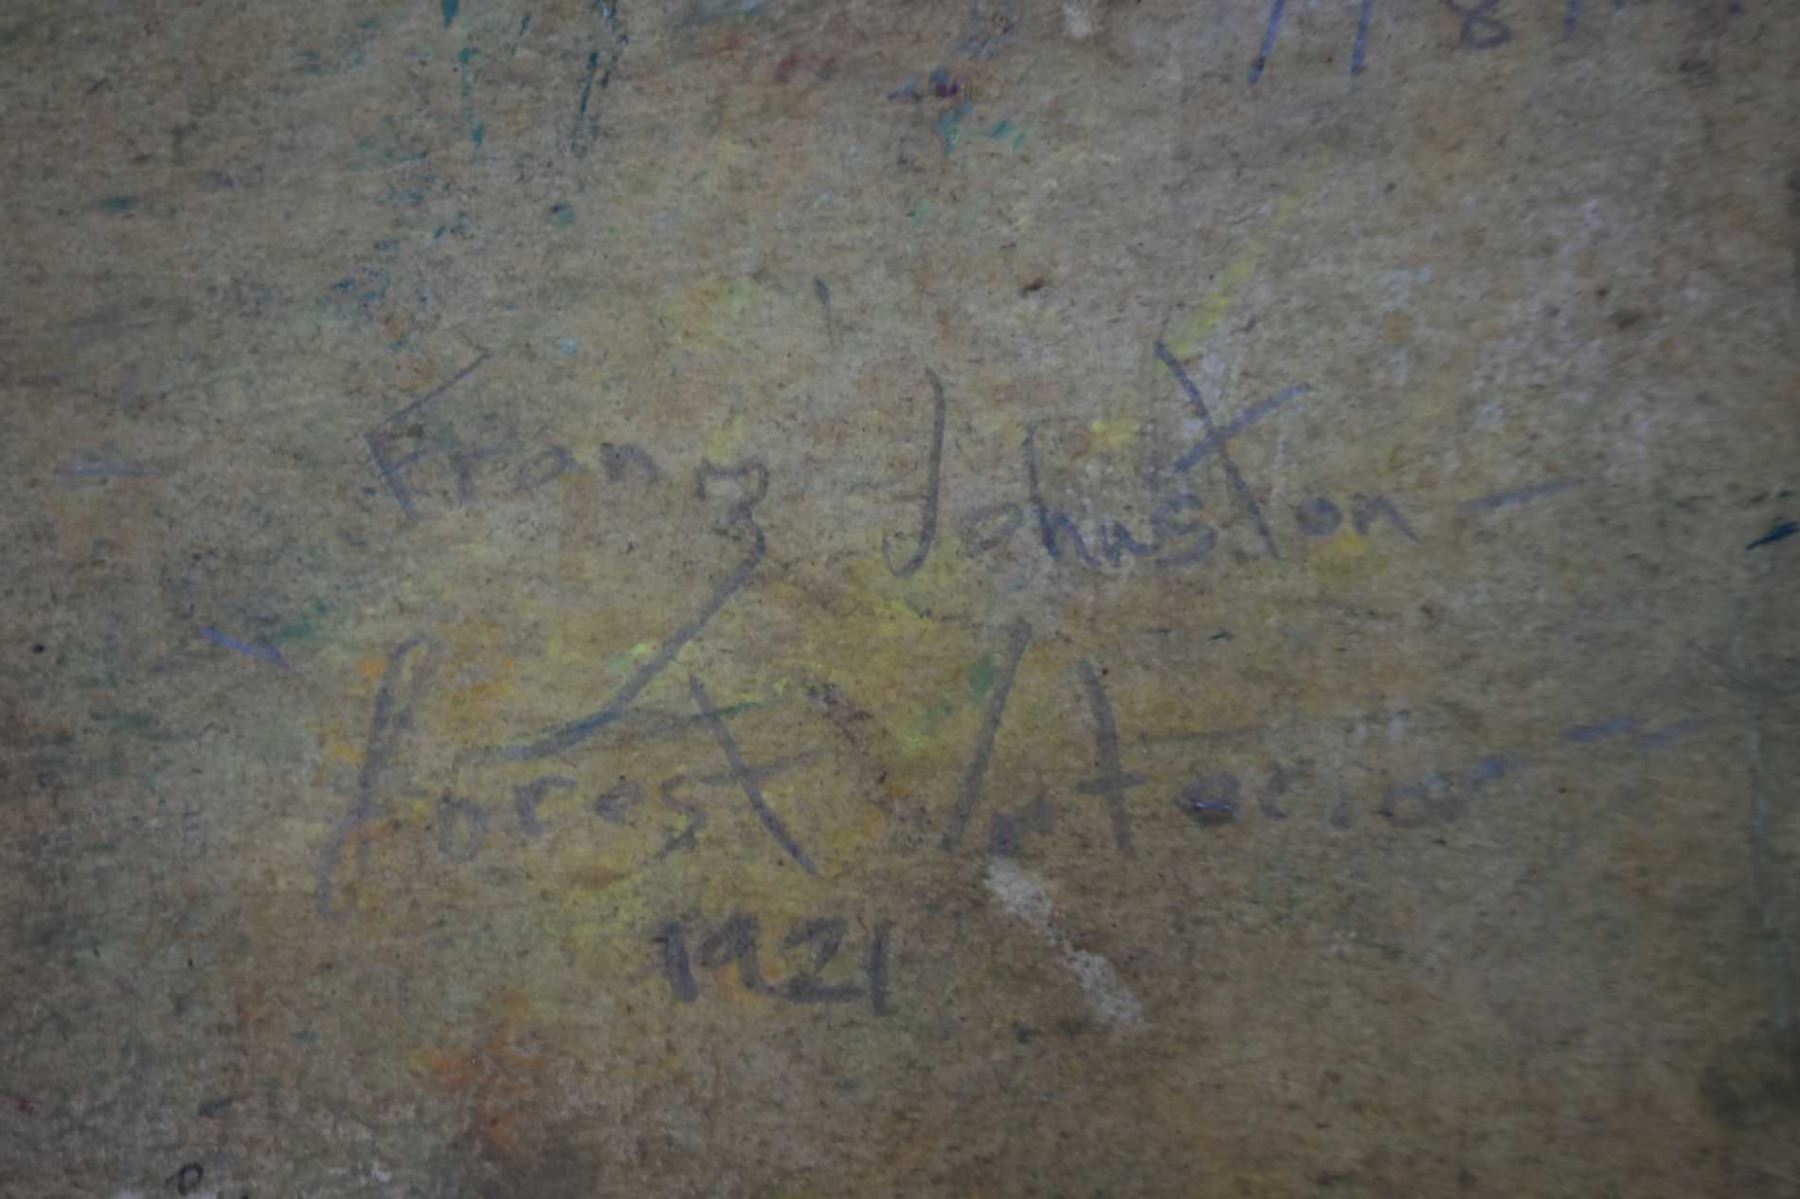 Franz Johnston -
Forest Interior -
1921